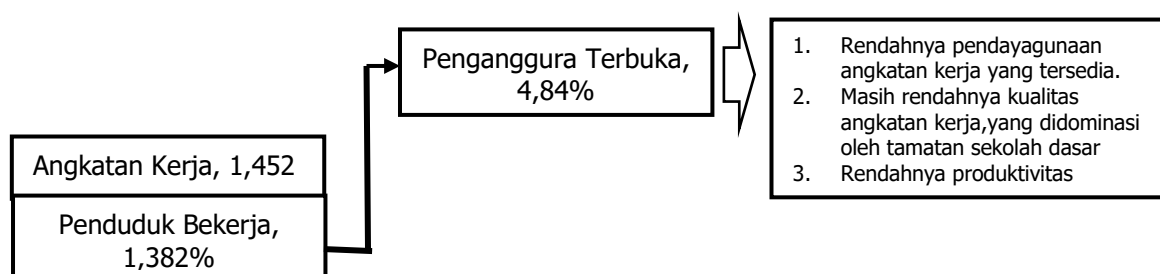 Penganggura Terbuka,
4,84%
1. Rendahnya pendayagunaan
angkatan kerja yang tersedia.
2. Masih rendahnya kualitas
angkatan kerja,yang didominasi
oleh tamatan sekolah dasar
3. Rendahnya produktivitas
Angkatan Kerja, 1,452
Penduduk Bekerja,
1,382%